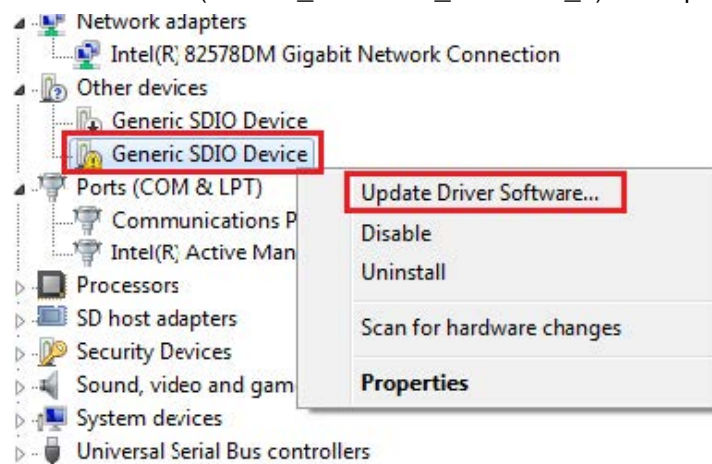 Network adapters
Intel(R) 82578DM Gigabit Network Connection
Other devices
Generic SDIO Device
Generic SDIO Device
Ports (COM & LPT)
Update Driver Software...
Communications P
Disable
Intel(R) Active Man
Uninstall
Processors
SD host adapters
Scan for hardware changes
Security Devices
Sound, video and gam
Properties
System devices
Universal Serial Bus controllers